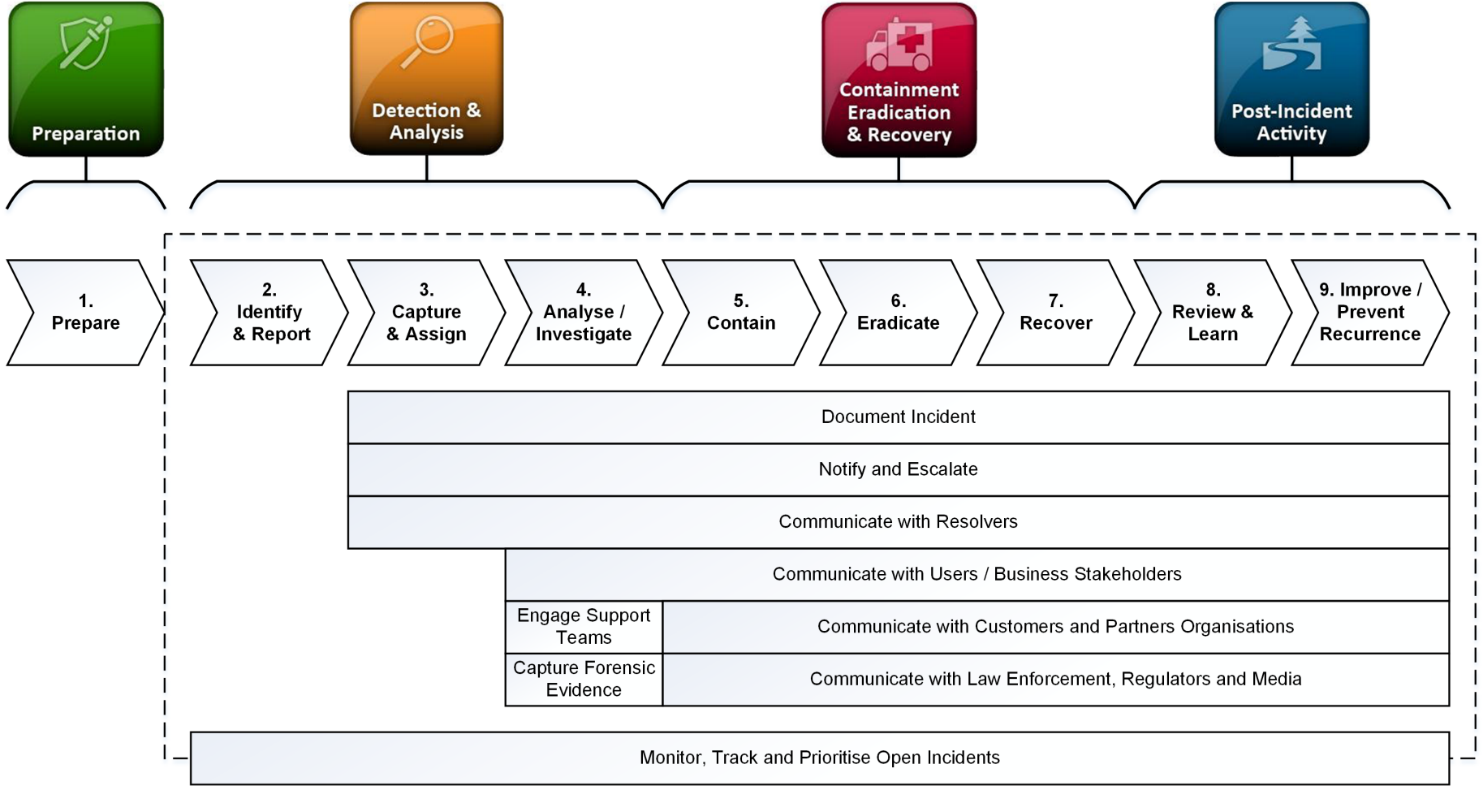 Preparation
Detection &
Analysis
Containment
Eradication
& Recovery
Post-Incident
Activity
1.
Prepare
2.
Identify
& Report
3.
Capture
& Assign
4.
Analyse /
Investigate
5.
Contain
6.
Eradicate
7.
Recover
8.
Review &
Learn
9. Improve /
Prevent
Recurrence
Document Incident
Notify and Escalate
Communicate with Resolvers
Communicate with Users / Business Stakeholders
Engage Support
Teams
Communicate with Customers and Partners Organisations
Capture Forensic
Evidence
Communicate with Law Enforcement, Regulators and Media
Monitor, Track and Prioritise Open Incidents